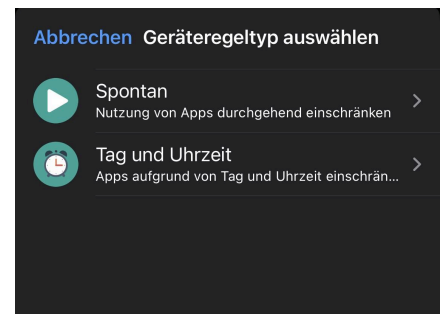 Abbrechen Geräteregeltyp auswählen
Spontan
Nutzung von Apps durchgehend einschränken
Tag und Uhrzeit
Apps aufgrund von Tag und Uhrzeit einschrän...